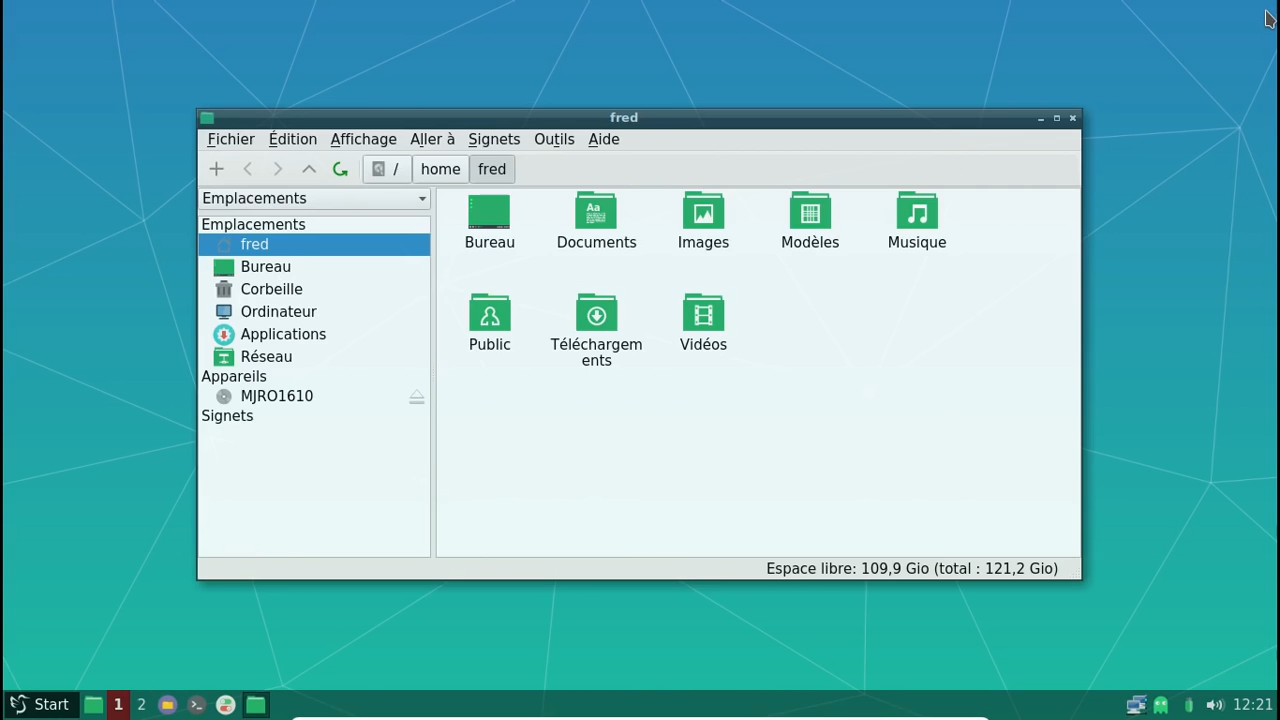 fred
Fichier Édition Affichage Aller à Signets Outils Aide
/ home fred
Emplacements
Emplacements
fred
Bureau
Corbeille
Ordinateur
Applications
Réseau
Appareils
MJRO1610
Signets
Aa
Bureau Documents Images Modèles Musique
Public Téléchargem Vidéos
ents
Espace libre: 109,9 Gio (total : 121,2 Gio)
Start 1 2 12:21